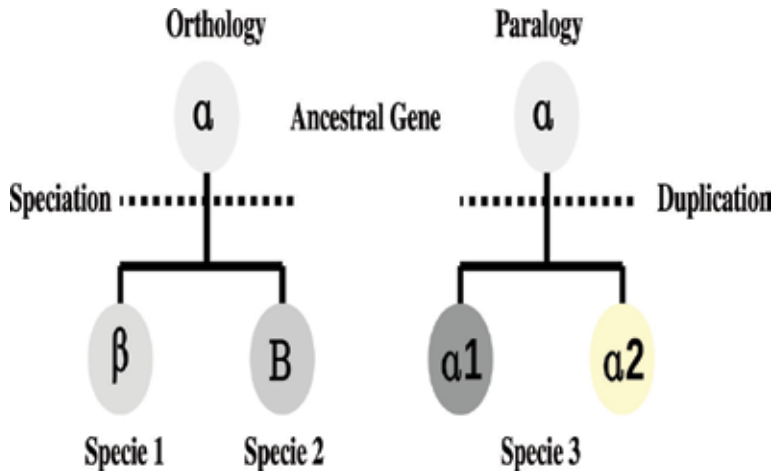 Orthology Paralogy
α Ancestral Gene α
Speciation Duplication
β B α1 α2
Specie 1 Specie 2 Specie 3